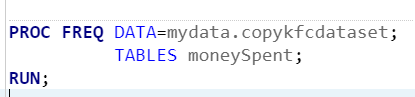 PROC FREQ DATA=mydata.copykfcdataset;
TABLES moneySpent;
RUN;